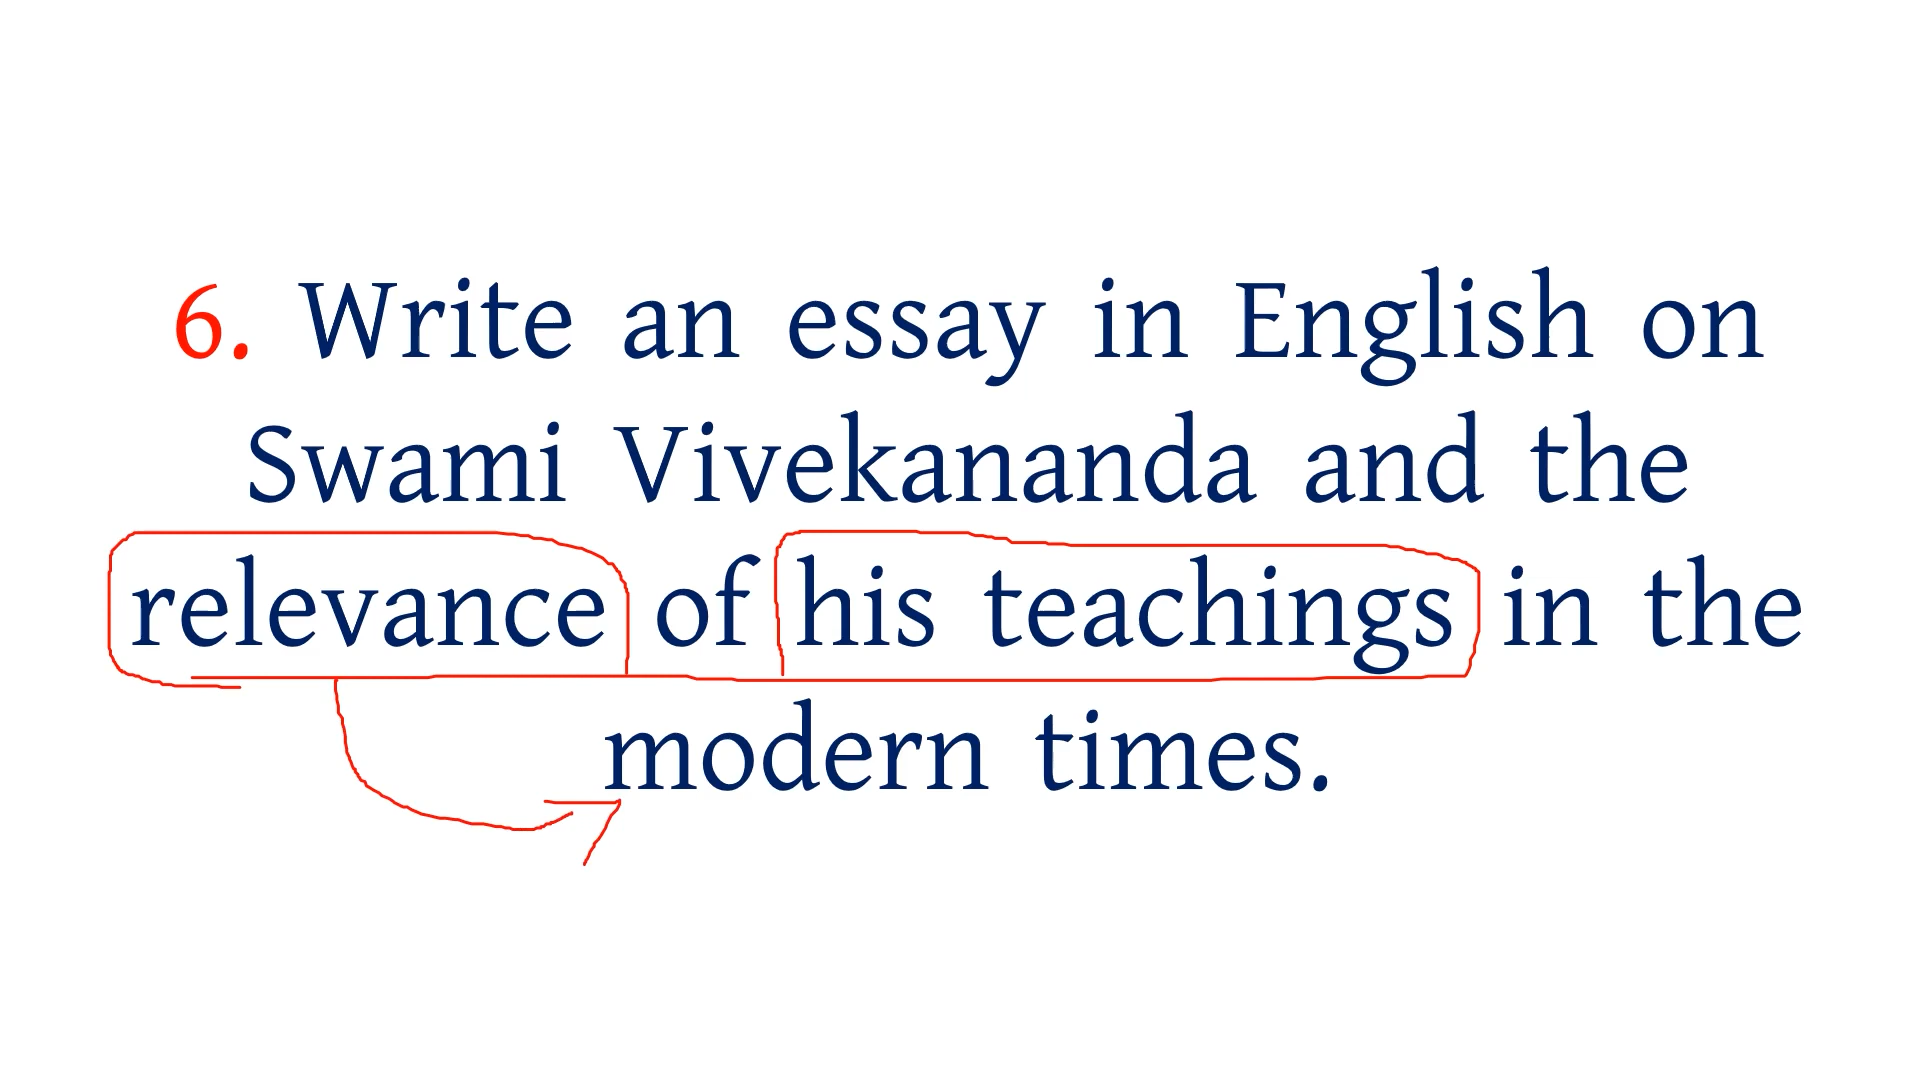 6. Write an essay in English on
Swami Vivekananda and the
relevance of his teachings in the
modern times.